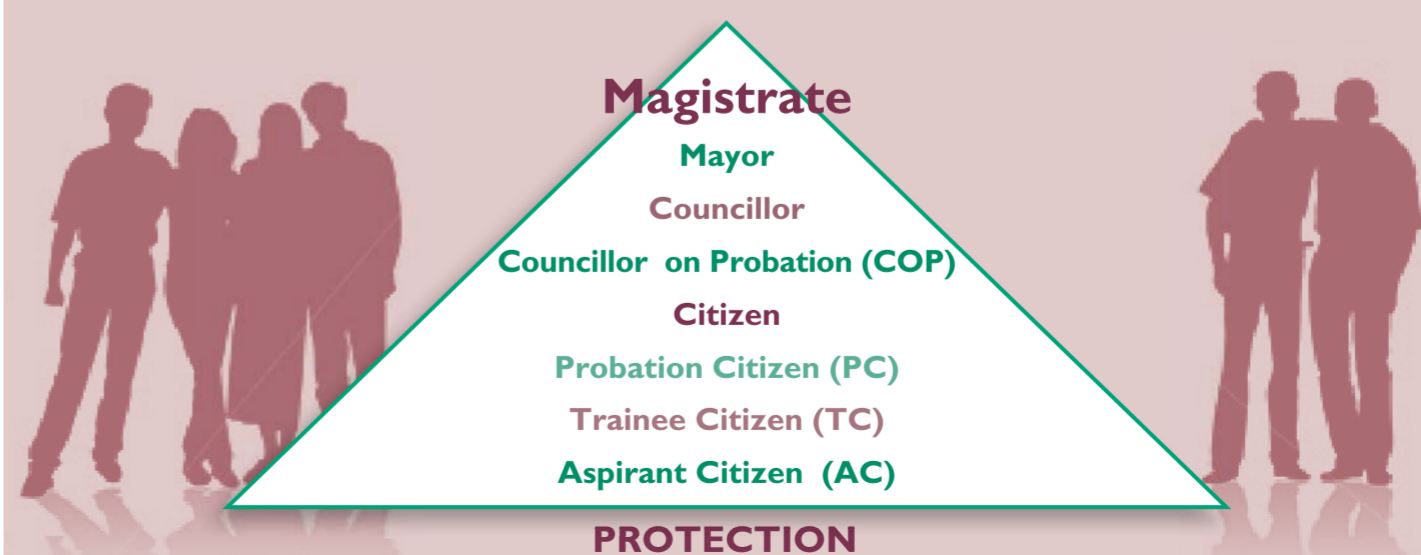 Magistrate
Mayor
Councillor
Councillor on Probation (COP)
Citizen
Probation Citizen (PC)
Trainee Citizen (TC)
Aspirant Citizen (AC)
PROTECTION